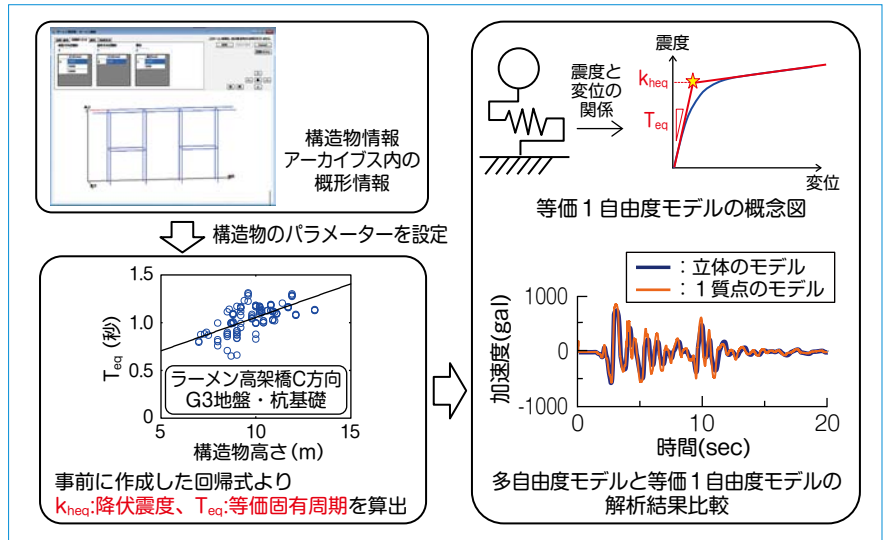 構造物情報
アーカイブス内の
概形情報
構造物のパラメーターを設定
1.5
1.0
0.5
0
Teq (秒)
ラーメン高架橋C方向
G3地盤・杭基礎
5
10
15
構造物高さ(m)
事前に作成した回帰式より
kheq:降伏震度、Teq:等価固有周期を算出
震度と
変位の
関係
震度
kheq
Teq
変位
等価1自由度モデルの概念図
:立体のモデル
:1質点のモデル
加速度(gal)
1000
0
-1000
0
10
20
時間(sec)
多自由度モデルと等価1自由度モデルの
解析結果比較